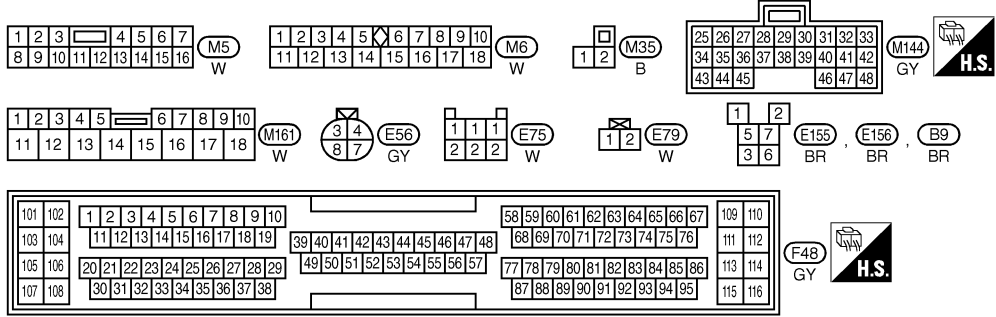 1 2 3 4 5 6 7
8 9 10 11 12 13 14 15 16
M5
W
1 2 3 4 5 6 7 8 9 10
11 12 13 14 15 16 17 18
M6
W
1 2
M35
B
25 26 27 28 29 30 31 32 33
34 35 36 37 38 39 40 41 42
43 44 45 46 47 48
M144
GY
H.S.
1 2 3 4 5 6 7 8 9 10
11 12 13 14 15 16 17 18
M161
W
3 4
8 7
E56
GY
1 1 1
2 2 2
E75
W
1 2
E79
W
1 2
5 7
3 6
E155 , E156 , B9
BR BR BR
101 102
103 104
105 106
107 108
1 2 3 4 5 6 7 8 9 10
11 12 13 14 15 16 17 18 19
20 21 22 23 24 25 26 27 28 29
30 31 32 33 34 35 36 37 38
39 40 41 42 43 44 45 46 47 48
49 50 51 52 53 54 55 56 57
58 59 60 61 62 63 64 65 66 67
68 69 70 71 72 73 74 75 76
77 78 79 80 81 82 83 84 85 86
87 88 89 90 91 92 93 94 95
109 110
111 112
113 114
115 116
F48
GY
H.S.